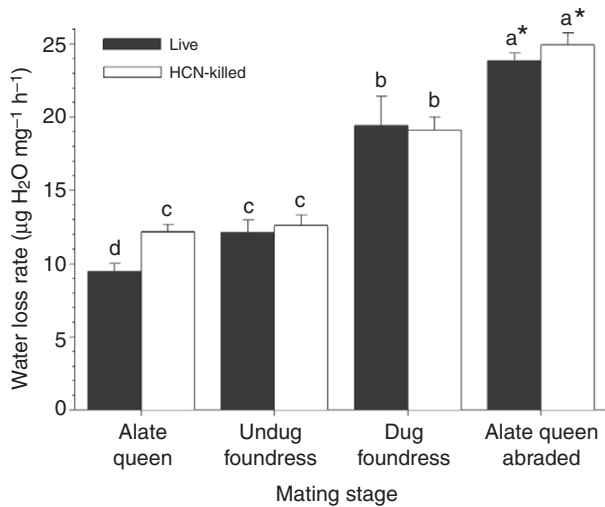 Live
HCN-killed
Water loss rate (μg H₂O mg⁻¹ h⁻¹)
25
20
15
10
5
0
d
c
c
c
b
b
a*
a*
Alate queen
Undug foundress
Dug foundress
Alate queen abraded
Mating stage